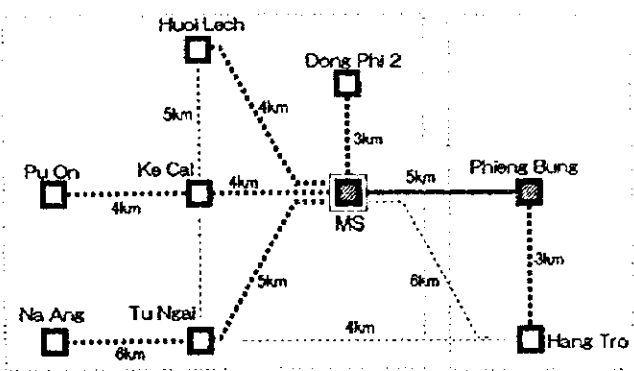 Huoi Lech
Dong Phi 2
4km
5km
3km
Pu On
Ke Cal
4km
5km
Phieng Bung
4km
MS
3km
5km
6km
Na Ang
Tu Ngai
4km
6km
Hang Tro